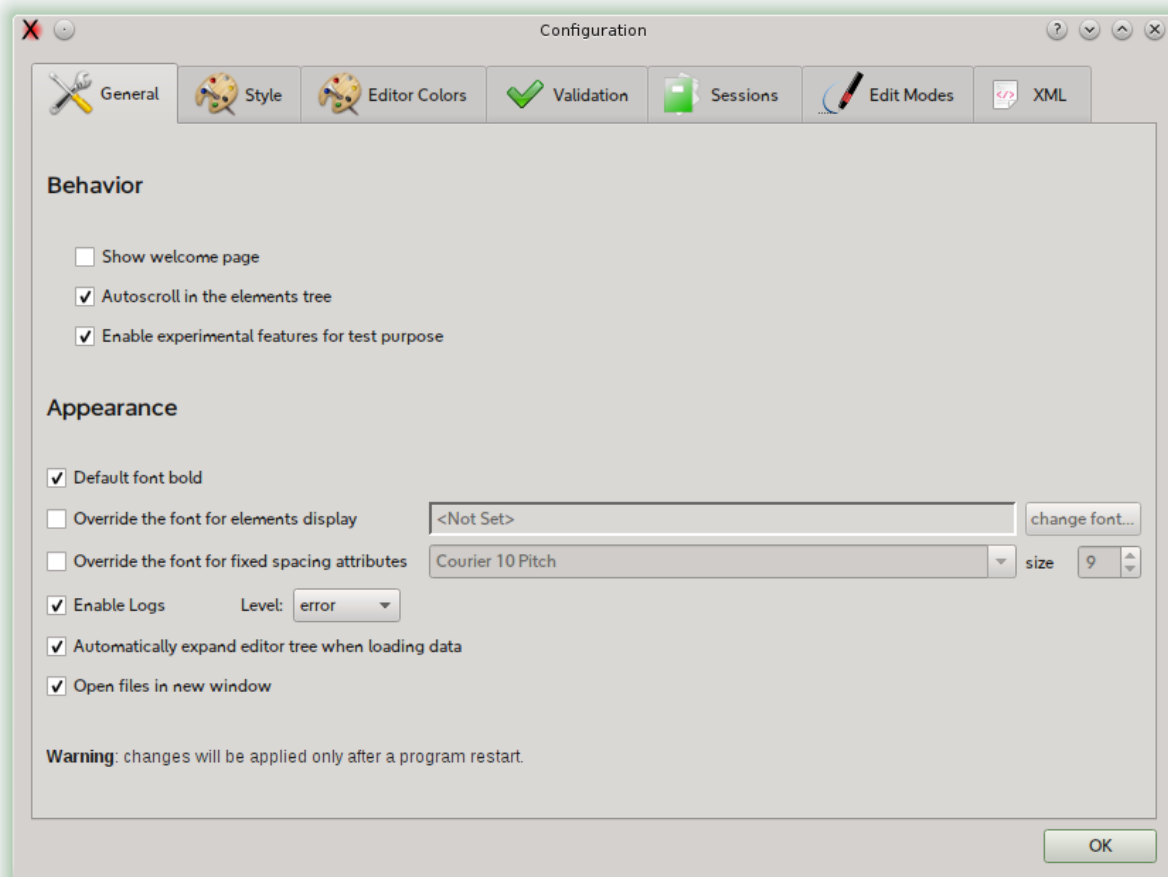 Configuration
General Style Editor Colors Validation Sessions Edit Modes XML
Behavior
Show welcome page
Autoscroll in the elements tree
Enable experimental features for test purpose
Appearance
Default font bold
Override the font for elements display <Not Set> change font...
Override the font for fixed spacing attributes Courier 10 Pitch size 9
Enable Logs Level: error
Automatically expand editor tree when loading data
Open files in new window
Warning: changes will be applied only after a program restart.
OK